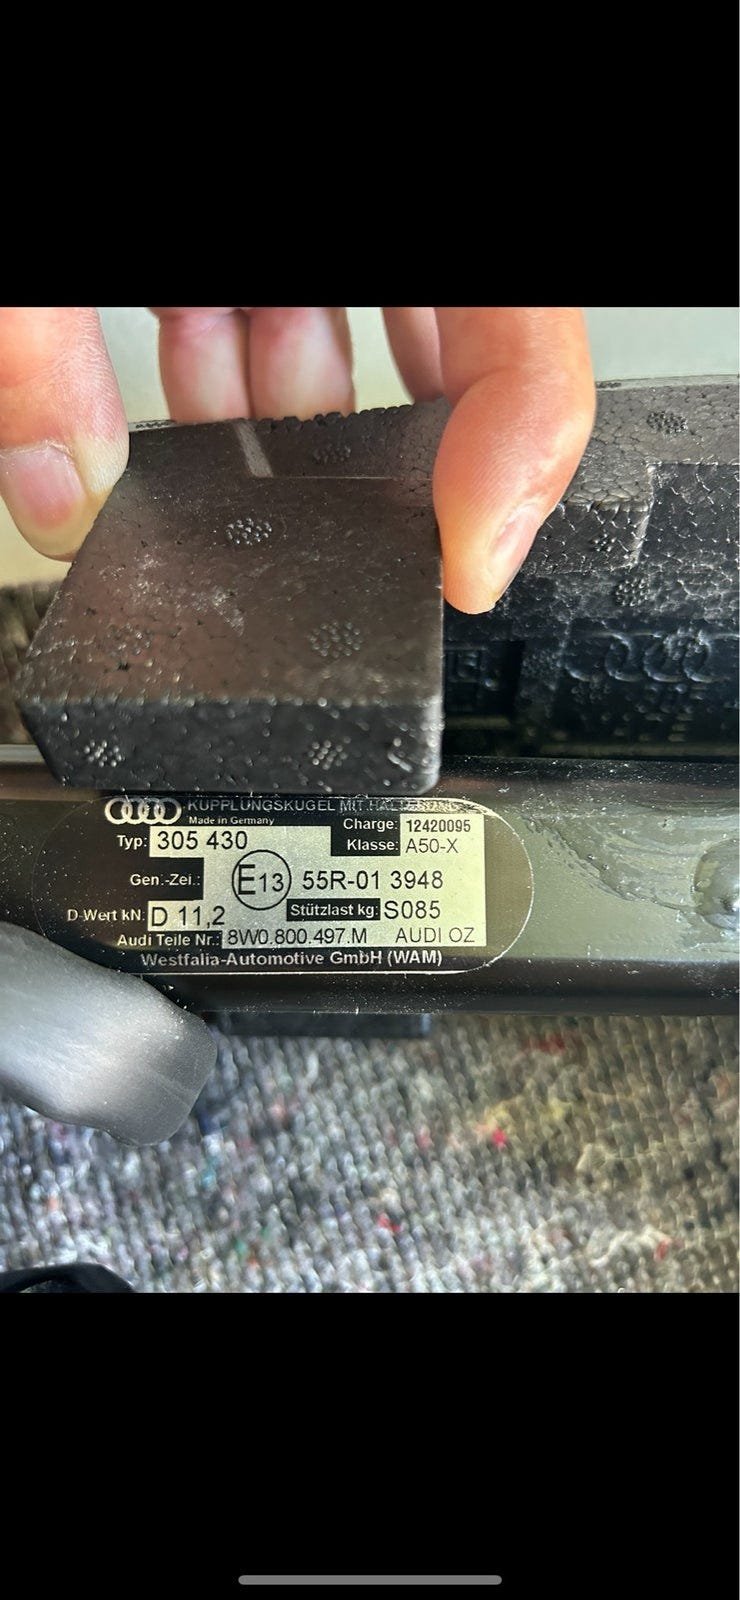 KUPPLUNGSKUGEL MIT HALTERUNG
Made in Germany
Charge: 12420095
Typ: 305 430
Klasse: A50-X
Gen.-Zei.: E13 55R-01 3948
D-Wert kN: D 11,2 Stützlast kg: S085
Audi Teile Nr.: 8W0.800.497.M AUDI OZ
Westfalia-Automotive GmbH (WAM)